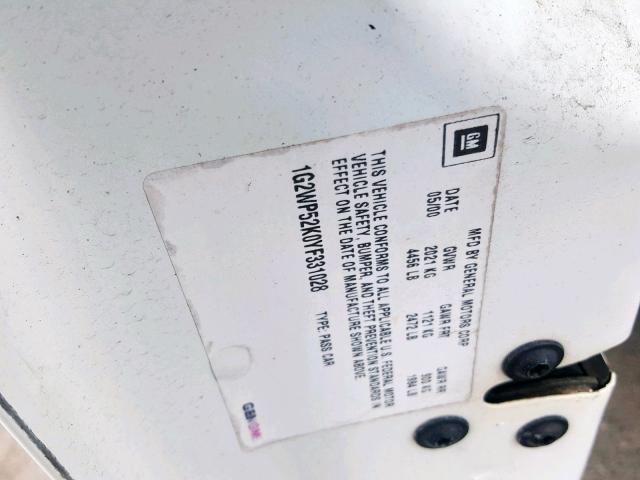 GM
MFD BY GENERAL MOTORS CORP
DATE GVWR GAWR FRT GAWR RR
05/00 2021 KG 1121 KG 900 KG
4456 LB 2472 LB 1984 LB
THIS VEHICLE CONFORMS TO ALL APPLICABLE U.S. FEDERAL MOTOR
VEHICLE SAFETY, BUMPER, AND THEFT PREVENTION STANDARDS IN
EFFECT ON THE DATE OF MANUFACTURE SHOWN ABOVE
1G2WP52K0YF331028 TYPE: PASS CAR